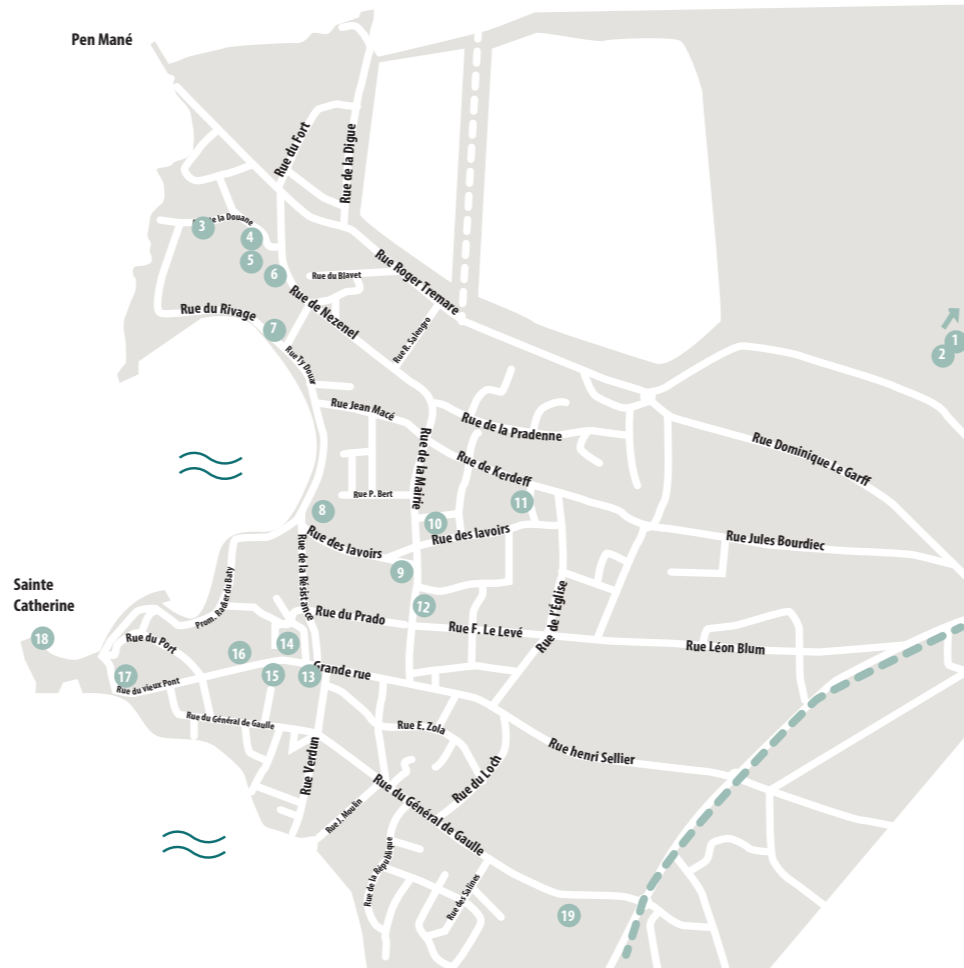 Pen Mané
Rue du Fort
Rue de la Digue
la Douane
3
4
5
6
Rue du Blavet
Rue Roger Tremare
Rue de Nezenel
Rue du Rivage
7
Rue R. Salengro
1
2
Rue Ty Douar
Rue Jean Macé
Rue de la Pradenne
Rue de la Mairie
Rue de Kerdeff
Rue Dominique Le Garff
Rue P. Bert
8
10
11
Rue des lavoirs
Rue des lavoirs
Rue Jules Bourdiec
9
Rue de la Résistance
Prom. Radier du Baty
Sainte
Catherine
12
Rue de l'Église
Rue du Prado
Rue F. Le Levé
Rue Léon Blum
18
Rue du Port
16
14
17
Rue du vieux Pont
15
13
Grande rue
Rue du Général de Gaulle
Rue E. Zola
Rue henri Sellier
Rue Verdun
Rue du Loch
Rue J. Moulin
Rue du Général de Gaulle
Rue de la République
Rue des Salines
19